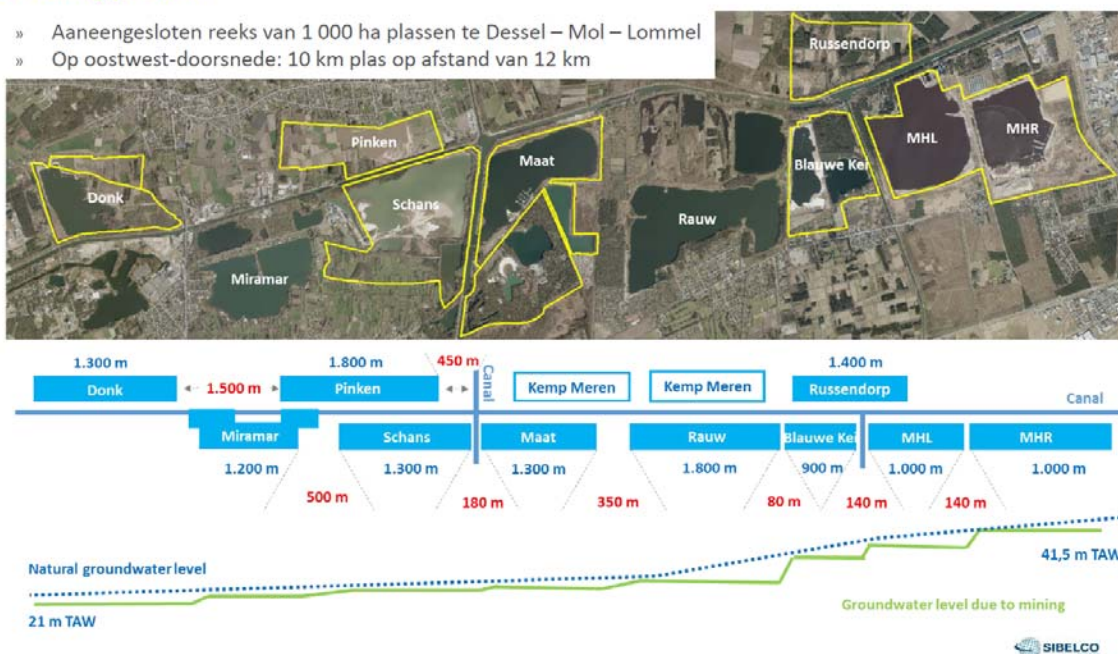 » Aaneengesloten reeks van 1 000 ha plassen te Dessel – Mol – Lommel
» Op oostwest-doorsnede: 10 km plas op afstand van 12 km
Russendorp
Pinken
Maat
MHL
MHR
Blauwe Kei
Donk
Schans
Rauw
Miramar
1.300 m
1.800 m
450 m
1.400 m
Donk
1.500 m
Pinken
Canal
Kemp Meren
Kemp Meren
Russendorp
Canal
Miramar
Schans
Maat
Rauw
Blauwe Kei
MHL
MHR
1.200 m
1.300 m
1.300 m
1.800 m
900 m
1.000 m
1.000 m
500 m
180 m
350 m
80 m
140 m
140 m
Natural groundwater level
41,5 m TAW
21 m TAW
Groundwater level due to mining
SIBELCO